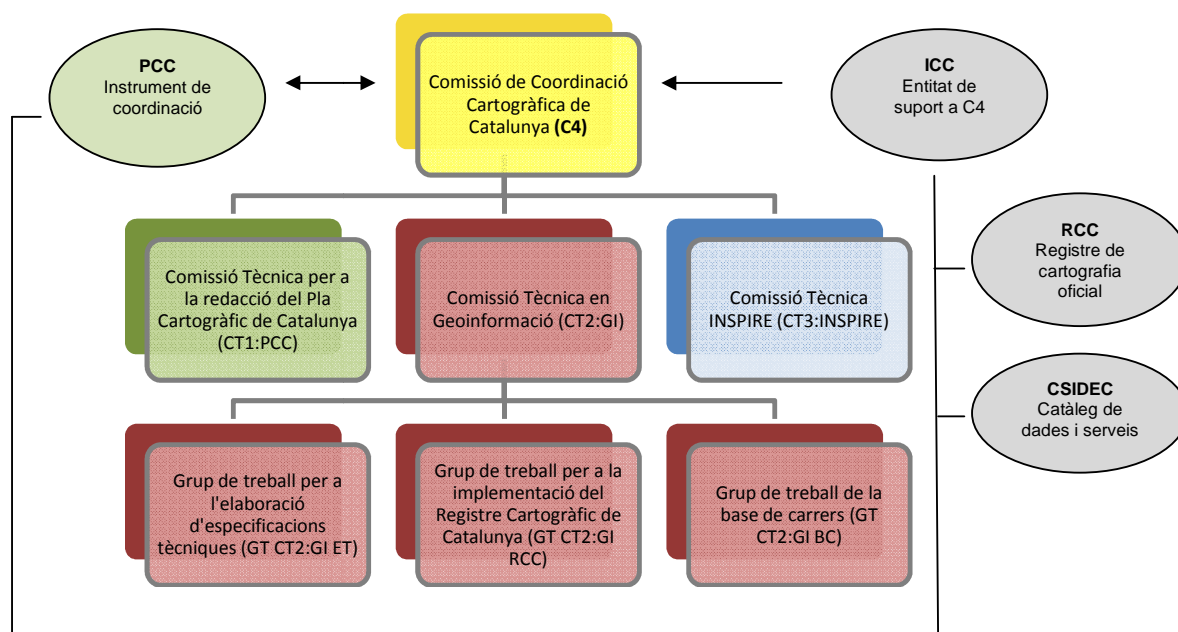 PCC
Instrument de
coordinació
Comissió de Coordinació
Cartogràfica de
Catalunya (C4)
ICC
Entitat de
suport a C4
Comissió Tècnica per a
la redacció del Pla
Cartogràfic de Catalunya
(CT1:PCC)
Comissió Tècnica en
Geoinformació (CT2:GI)
Comissió Tècnica
INSPIRE (CT3:INSPIRE)
RCC
Registre de
cartografia
oficial
CSIDEC
Catàleg de
dades i serveis
Grup de treball per a
l'elaboració
d'especificacions
tècniques (GT CT2:GI ET)
Grup de treball per a la
implementació del
Registre Cartogràfic de
Catalunya (GT CT2:GI
RCC)
Grup de treball de la
base de carrers (GT
CT2:GI BC)